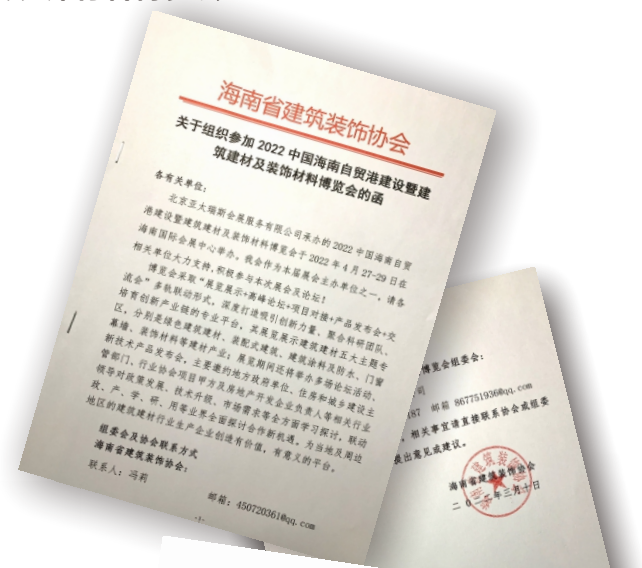 海南省建筑装饰协会
关于组织参加 2022 中国海南自贸港建设暨建
筑建材及装饰材料博览会的函
各有关单位:
北京亚大瑞斯会展服务有限公司承办的 2022 中国海南自贸
港建设暨建筑建材及装饰材料博览会于 2022 年 4 月 27-29 日在
海南国际会展中心举办。我会作为本届展会主办单位之一,请各
相关单位大力支持,积极参与本次展会及论坛!
博览会采取“展览展示+高峰论坛+项目对接+产品发布会+交
流会”多轨联动形式,深度打造吸引创新力量、聚合科研团队、
培育创新产业链的专业平台。其展览展示建筑建材五大主题专
区,分别是绿色建筑建材、装配式建筑、建筑涂料及防水、门窗
幕墙、装饰材料等建材产业;展览期间还将举办多场论坛活动、
新技术产品发布会,主要邀约地方政府单位、住房和城乡建设主
管部门、行业协会项目甲方及房地产开发企业负责人等相关行业
领导对政策发展、技术升级、市场需求等全方面学习探讨,联动
政、产、学、研、用等业界全面探讨合作新机遇。为当地及周边
地区的建筑建材行业生产企业创造有价值,有意义的平台。
组委会及协会联系方式
海南省建筑装饰协会:
联系人:冯莉
邮箱:450720361@qq.com
博览会组委会:
司
487 邮箱 867751936@qq.com
,相关事宜请直接联系协会或组委
提出意见或建议。
海南省建筑装饰协会
二〇二二年三月十日